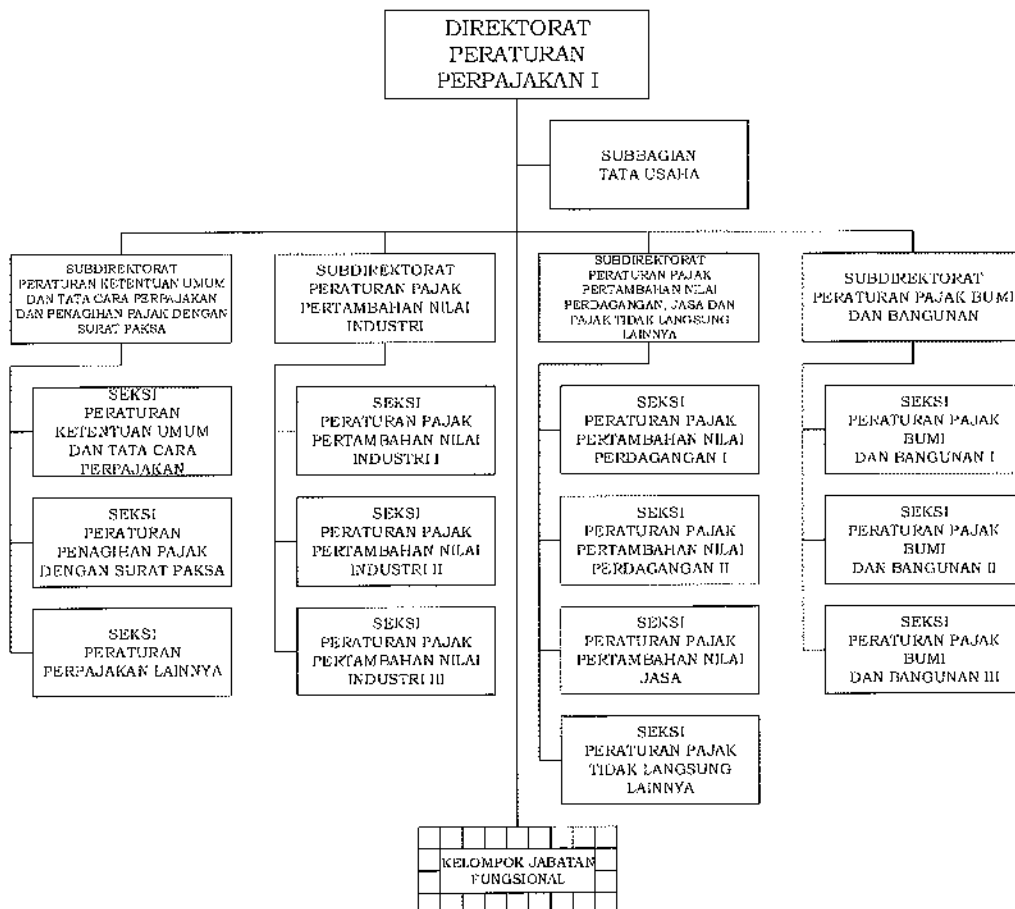 DIREKTORAT
PERATURAN
PERPAJAKAN I
SUBBAGIAN
TATA USAHA
SUBDIREKTORAT
PERATURAN KETENTUAN UMUM
DAN TATA CARA PERPAJAKAN
DAN PENAGIHAN PAJAK DENGAN
SURAT PAKSA
SEKSI
PERATURAN
KETENTUAN UMUM
DAN TATA CARA
PERPAJAKAN
SEKSI
PERATURAN
PENAGIHAN PAJAK
DENGAN SURAT PAKSA
SEKSI
PERATURAN
PERPAJAKAN LAINNYA
SUBDIREKTORAT
PERATURAN PAJAK
PERTAMBAHAN NILAI
INDUSTRI
SEKSI
PERATURAN PAJAK
PERTAMBAHAN NILAI
INDUSTRI I
SEKSI
PERATURAN PAJAK
PERTAMBAHAN NILAI
INDUSTRI II
SEKSI
PERATURAN PAJAK
PERTAMBAHAN NILAI
INDUSTRI III
SUBDIREKTORAT
PERATURAN PAJAK
PERTAMBAHAN NILAI
PERDAGANGAN, JASA DAN
PAJAK TIDAK LANGSUNG
LAINNYA
SEKSI
PERATURAN PAJAK
PERTAMBAHAN NILAI
PERDAGANGAN I
SEKSI
PERATURAN PAJAK
PERTAMBAHAN NILAI
PERDAGANGAN II
SEKSI
PERATURAN PAJAK
PERTAMBAHAN NILAI
JASA
SEKSI
PERATURAN PAJAK
TIDAK LANGSUNG
LAINNYA
SUBDIREKTORAT
PERATURAN PAJAK BUMI
DAN BANGUNAN
SEKSI
PERATURAN PAJAK
BUMI
DAN BANGUNAN I
SEKSI
PERATURAN PAJAK
BUMI
DAN BANGUNAN II
SEKSI
PERATURAN PAJAK
BUMI
DAN BANGUNAN III
KELOMPOK JABATAN
FUNGSIONAL